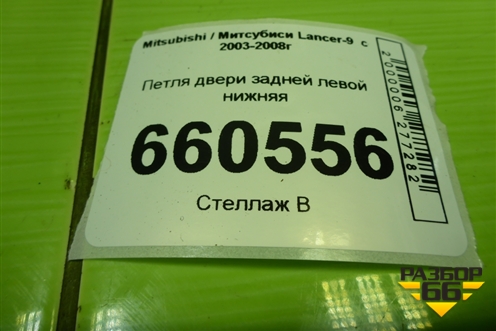 Mitsubishi / Митсубиси Lancer-9 с
2003-2008г
Петля двери задней левой
нижняя
660556
Стеллаж В
2000006277282
РАЗБОР
66